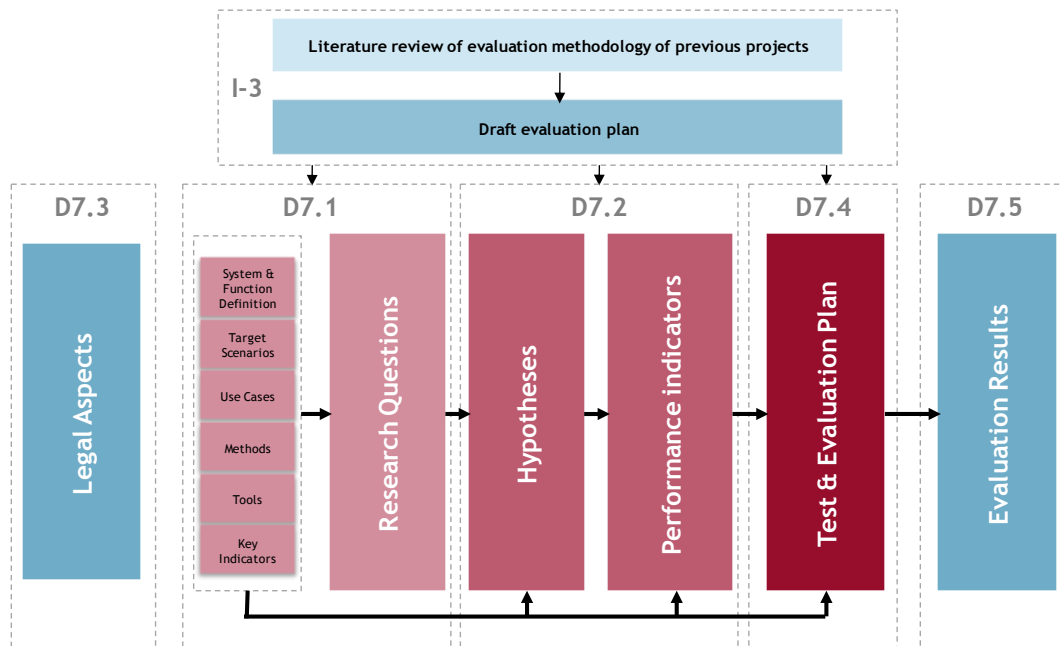 Literature review of evaluation methodology of previous projects
I-3
Draft evaluation plan
D7.3
D7.1
D7.2
D7.4
D7.5
Legal Aspects
System &
Function
Definition
Target
Scenarios
Use Cases
Methods
Tools
Key
Indicators
Research Questions
Hypotheses
Performance indicators
Test & Evaluation Plan
Evaluation Results